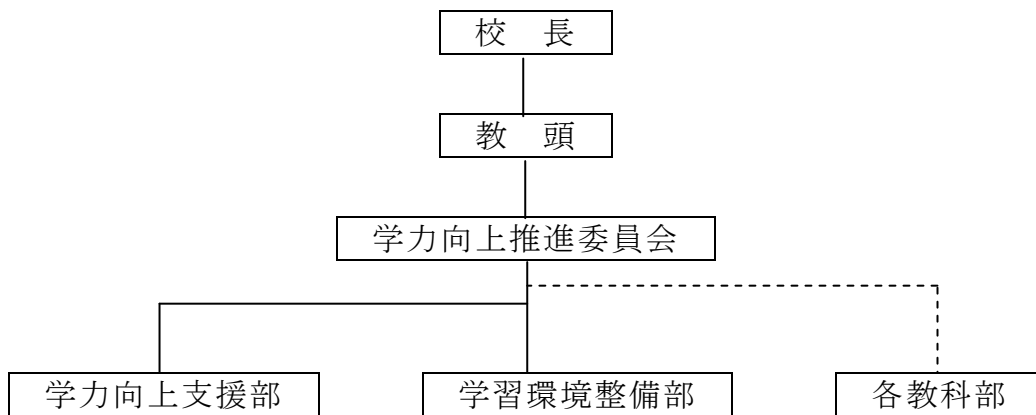 校　長
教　頭
学力向上推進委員会
学力向上支援部　学習環境整備部　各教科部